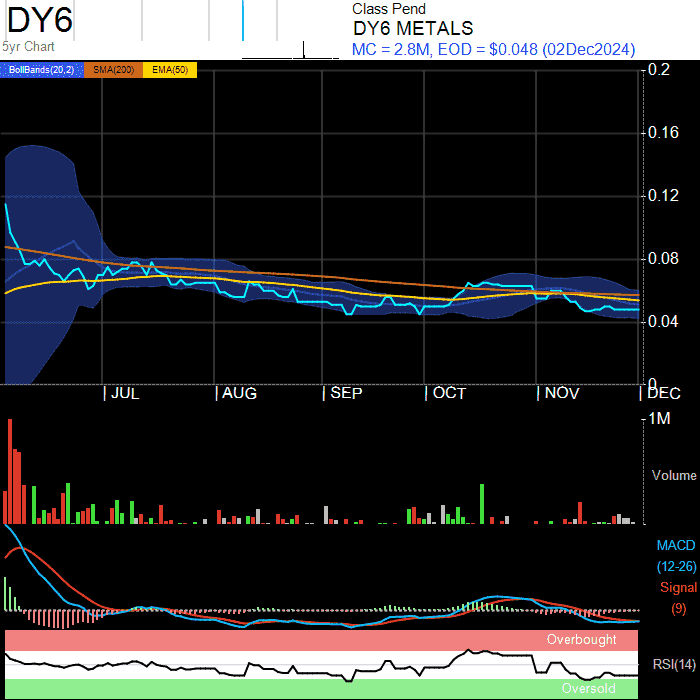 DY6
5yr Chart
Class Pend
DY6 METALS
MC = 2.8M, EOD = $0.048 (02Dec2024)
BollBands(20,2) SMA(200) EMA(50)
0.2
0.16
0.12
0.08
0.04
0
JUL AUG SEP OCT NOV DEC
1M
Volume
MACD
(12-26)
Signal
(9)
Overbought
RSI(14)
Oversold